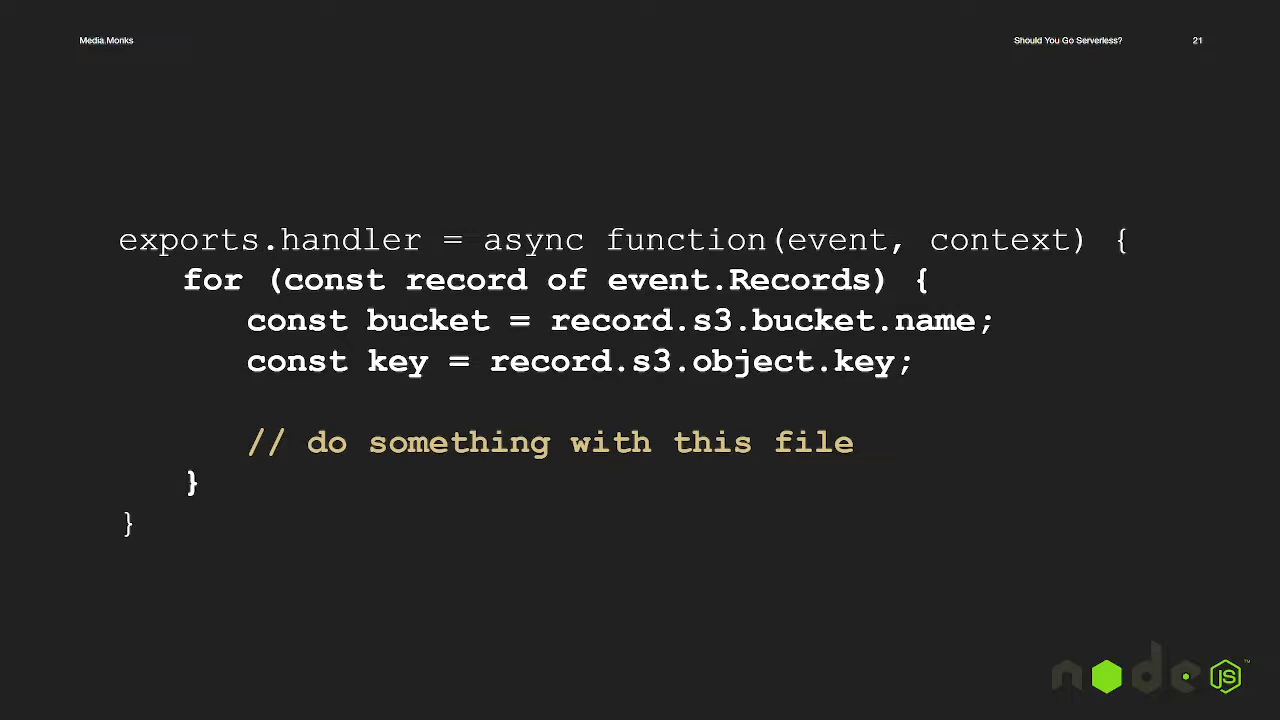 Media.Monks
Should You Go Serverless?
21
exports.handler = async function(event, context) {
for (const record of event.Records) {
const bucket = record.s3.bucket.name;
const key = record.s3.object.key;
// do something with this file
}
}
node JS ™